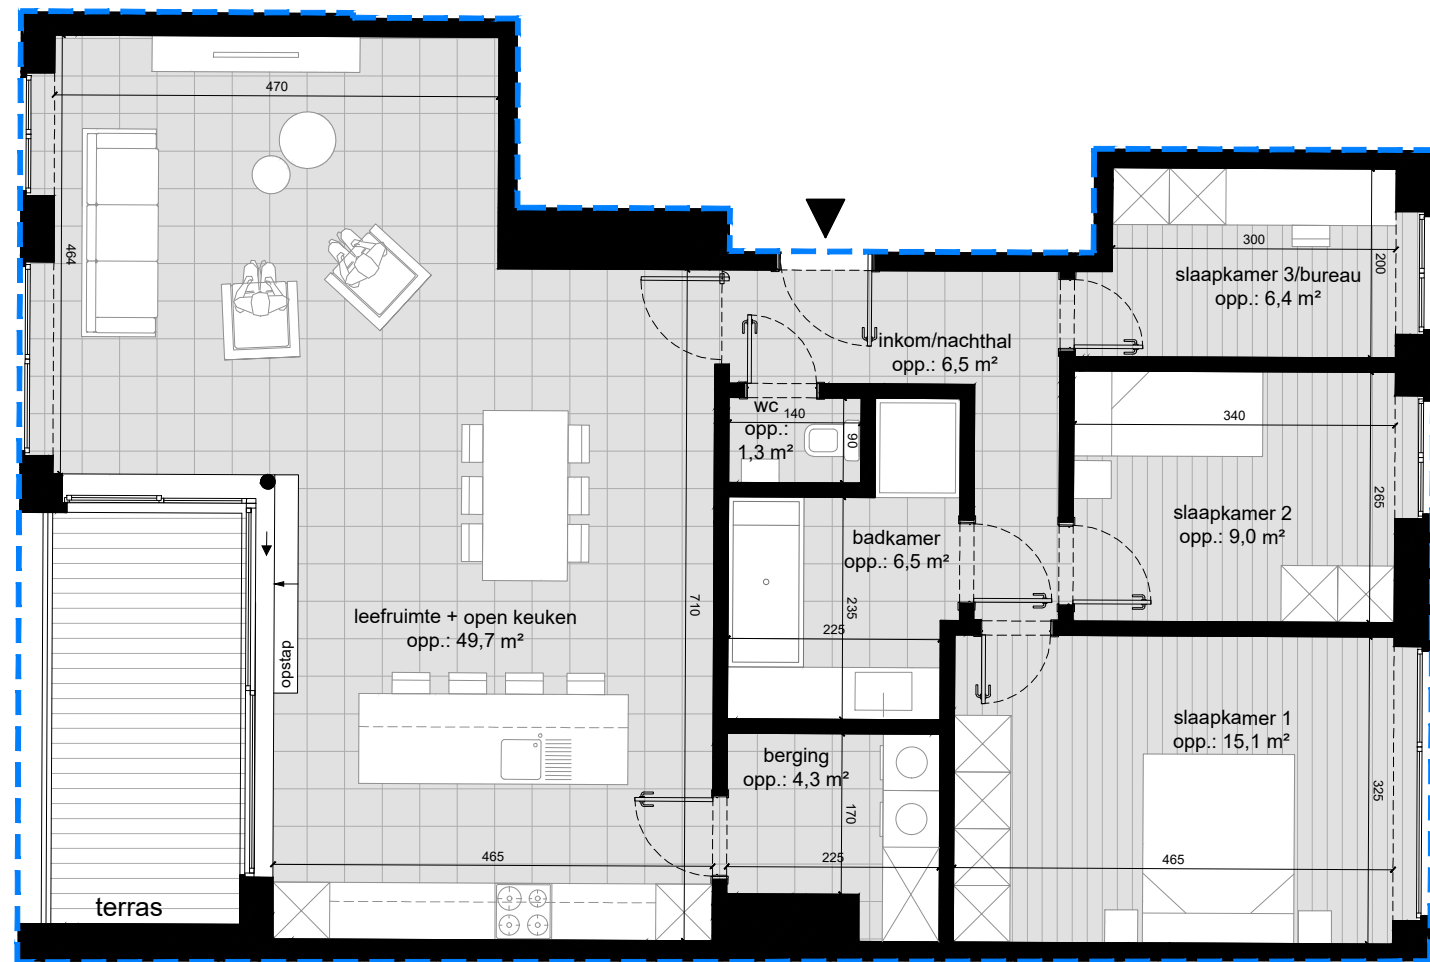 470
464
300
200
slaapkamer 3/bureau
opp.: 6,4 m²
inkom/nachthal
opp.: 6,5 m²
wc
opp.:
1,3 m²
140
90
340
265
slaapkamer 2
opp.: 9,0 m²
badkamer
opp.: 6,5 m²
235
225
leefruimte + open keuken
opp.: 49,7 m²
710
opstap
slaapkamer 1
opp.: 15,1 m²
325
berging
opp.: 4,3 m²
170
225
465
465
terras